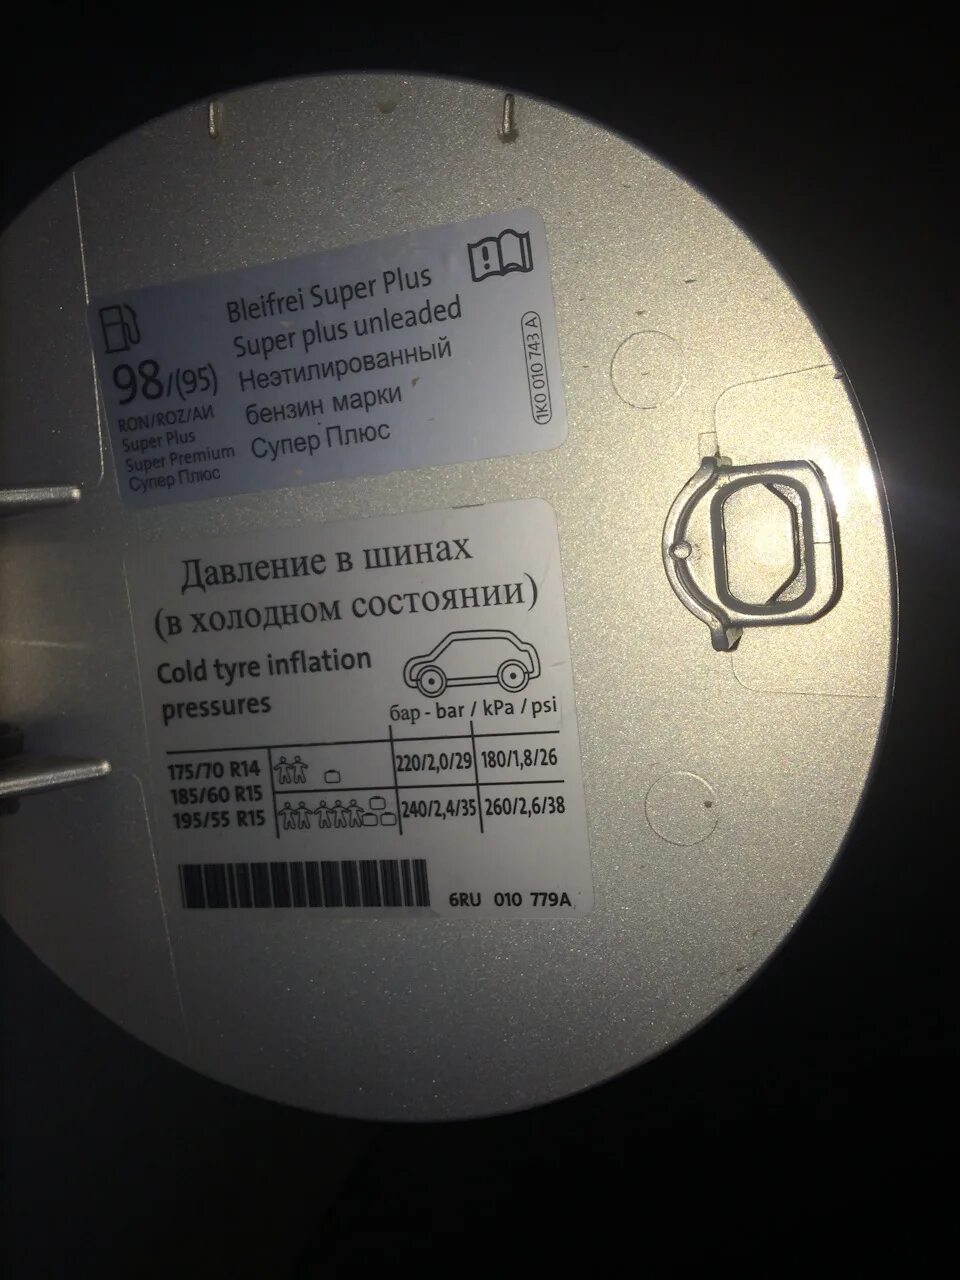 Bleifrei Super Plus
Super plus unleaded
Неэтилированный
бензин марки
Супер Плюс
98/(95)
RON/ROZ/АИ
Super Plus
Super Premium
Супер Плюс
1K0 010 743 A
Давление в шинах
(в холодном состоянии)
Cold tyre inflation
pressures
бар - bar / kPa / psi
175/70 R14
185/60 R15
195/55 R15
220/2,0/29 180/1,8/26
240/2,4/35 260/2,6/38
6RU 010 779A